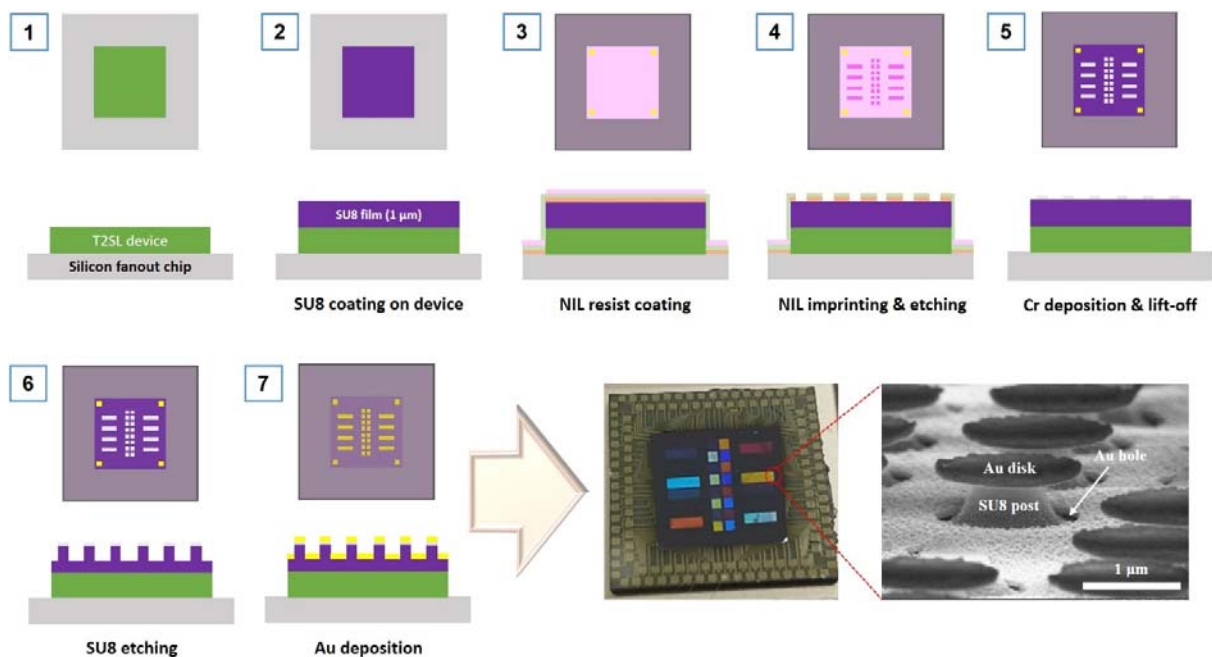 1
2
3
4
5
SU8 film (1 µm)
T2SL device
Silicon fanout chip
SU8 coating on device
NIL resist coating
NIL imprinting & etching
Cr deposition & lift-off
6
7
Au disk
Au hole
SU8 post
1 µm
SU8 etching
Au deposition